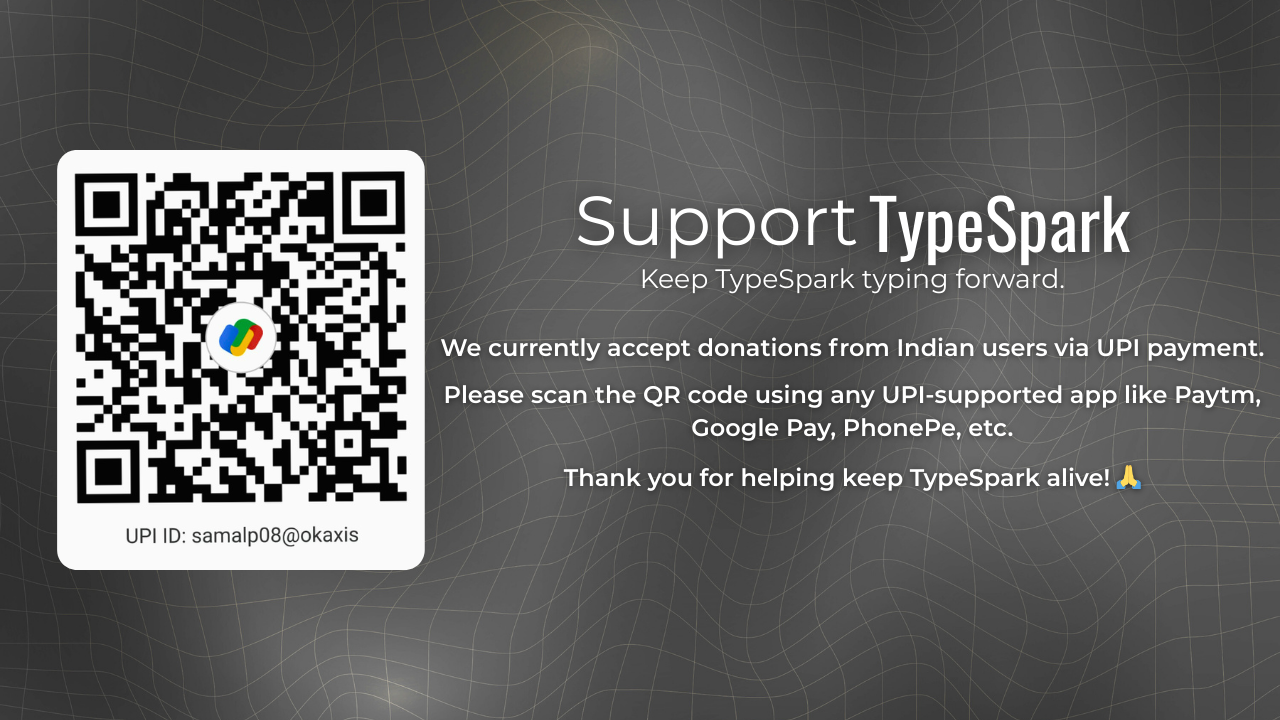 Support TypeSpark
Keep TypeSpark typing forward.
We currently accept donations from Indian users via UPI payment.
Please scan the QR code using any UPI-supported app like Paytm,
Google Pay, PhonePe, etc.
Thank you for helping keep TypeSpark alive! 🙏
UPI ID: samalp08@okaxis